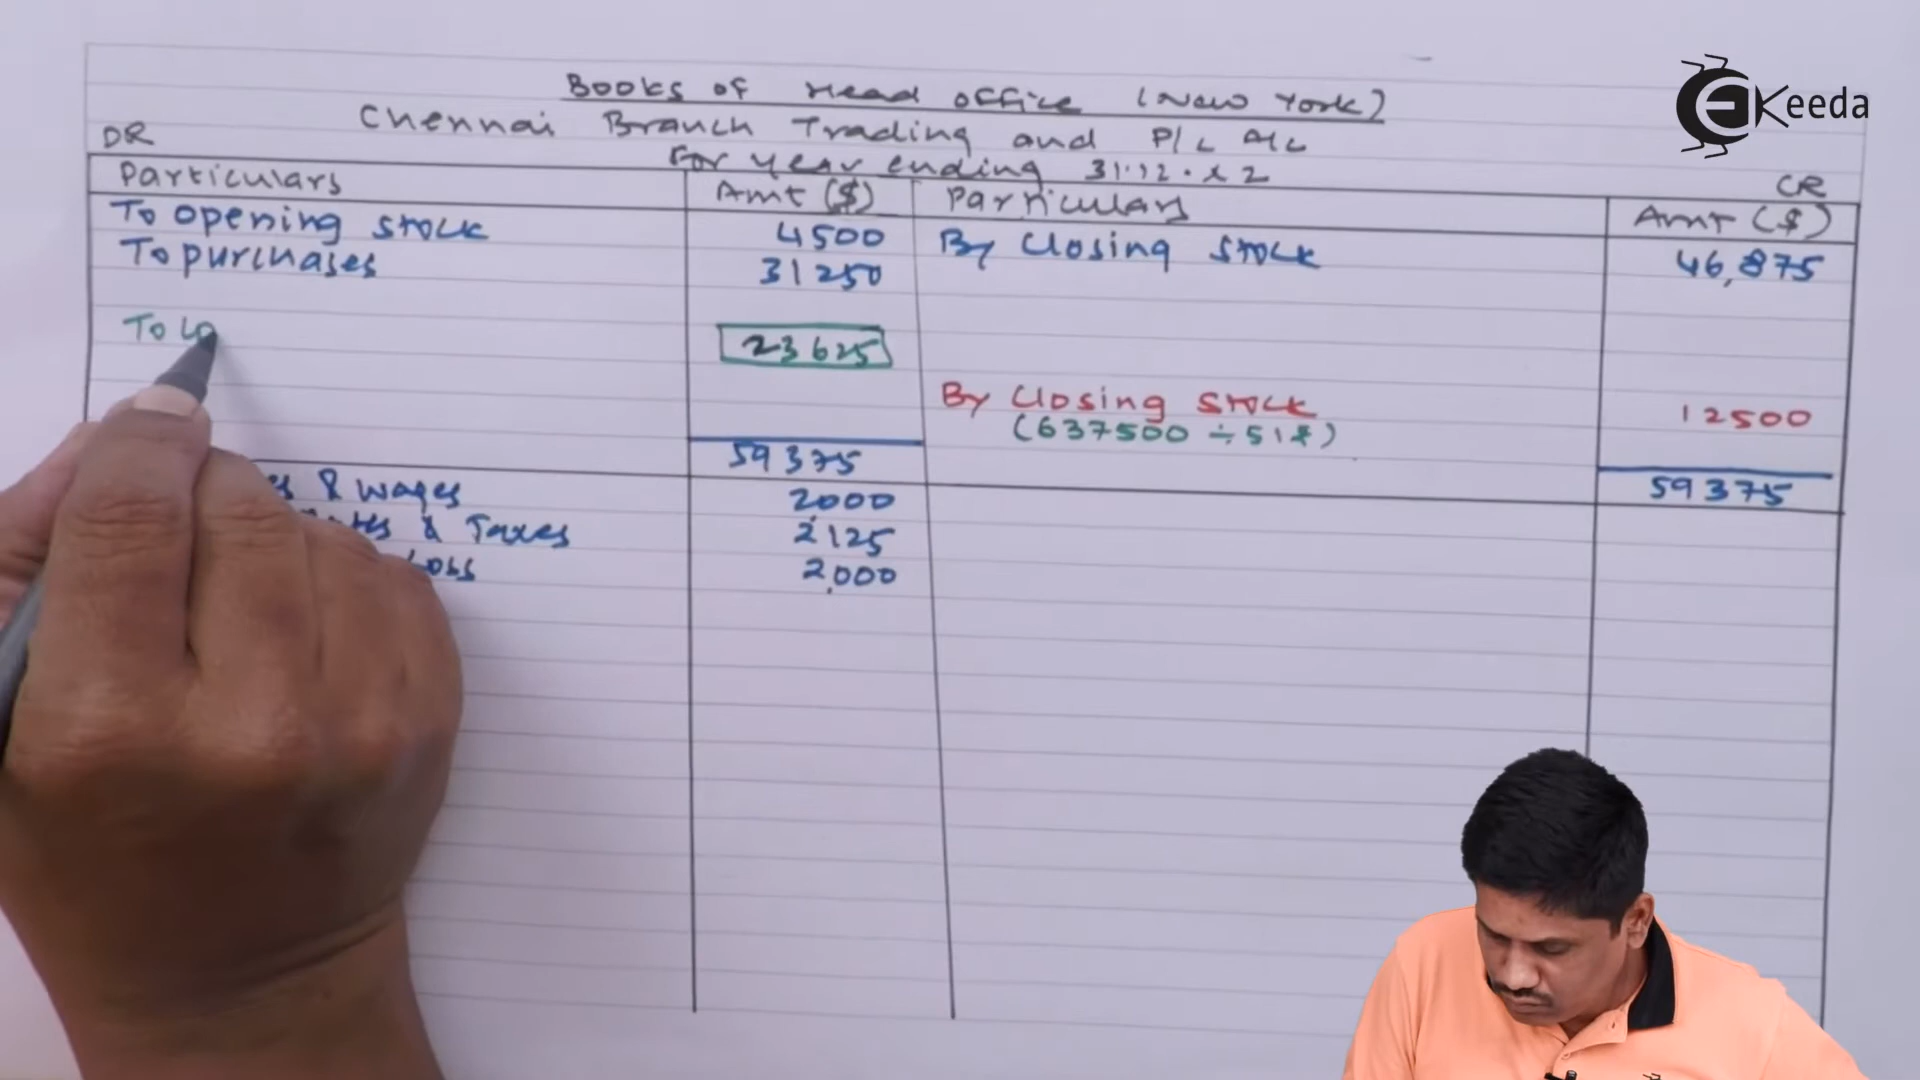 Keeda
Books of Head office (New York)
Chennai Branch Trading and P/L A/c
For year ending 31.12.x2
DR
CR
Particulars Amt ($) Particulars Amt ($)
To opening stock 4500 By Closing Stock 46,875
To purchases 31250
To
23625
By Closing Stock 12500
(637500 ÷ 51₹)
59375 59375
& wages 2000
& Taxes 2125
Loss 2,000